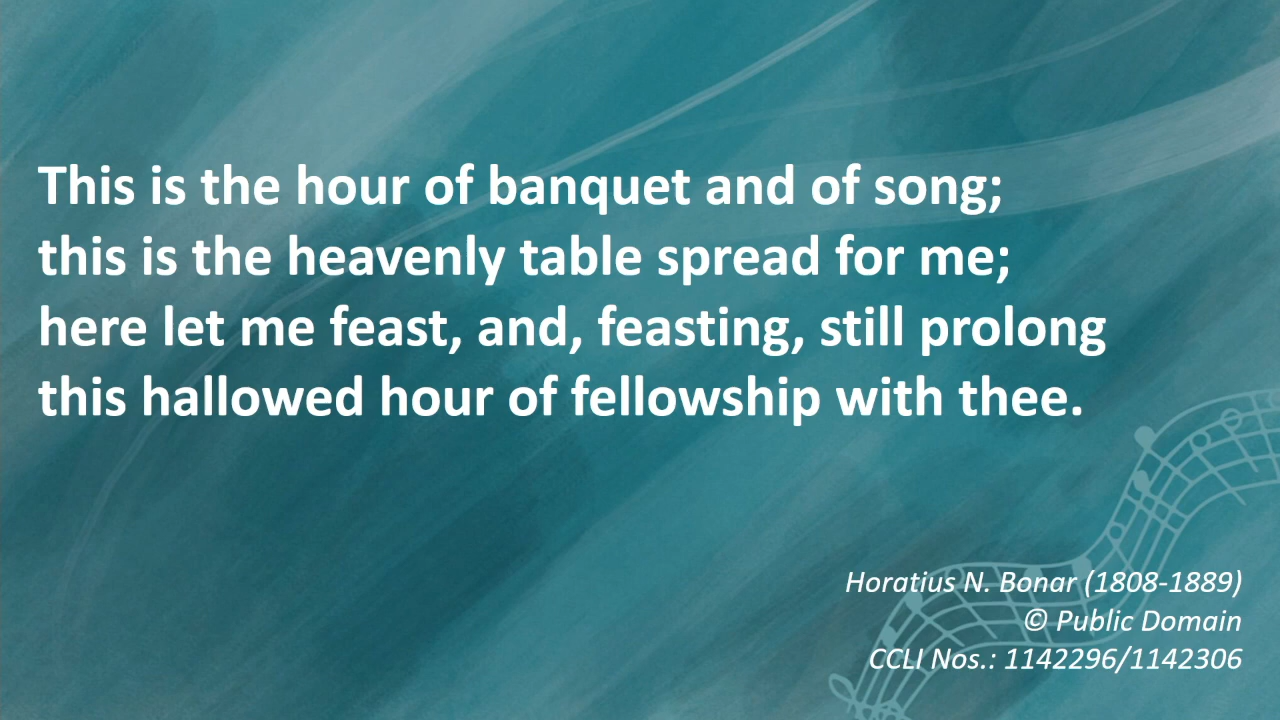 This is the hour of banquet and of song;
this is the heavenly table spread for me;
here let me feast, and, feasting, still prolong
this hallowed hour of fellowship with thee.
Horatius N. Bonar (1808-1889)
© Public Domain
CCLI Nos.: 1142296/1142306